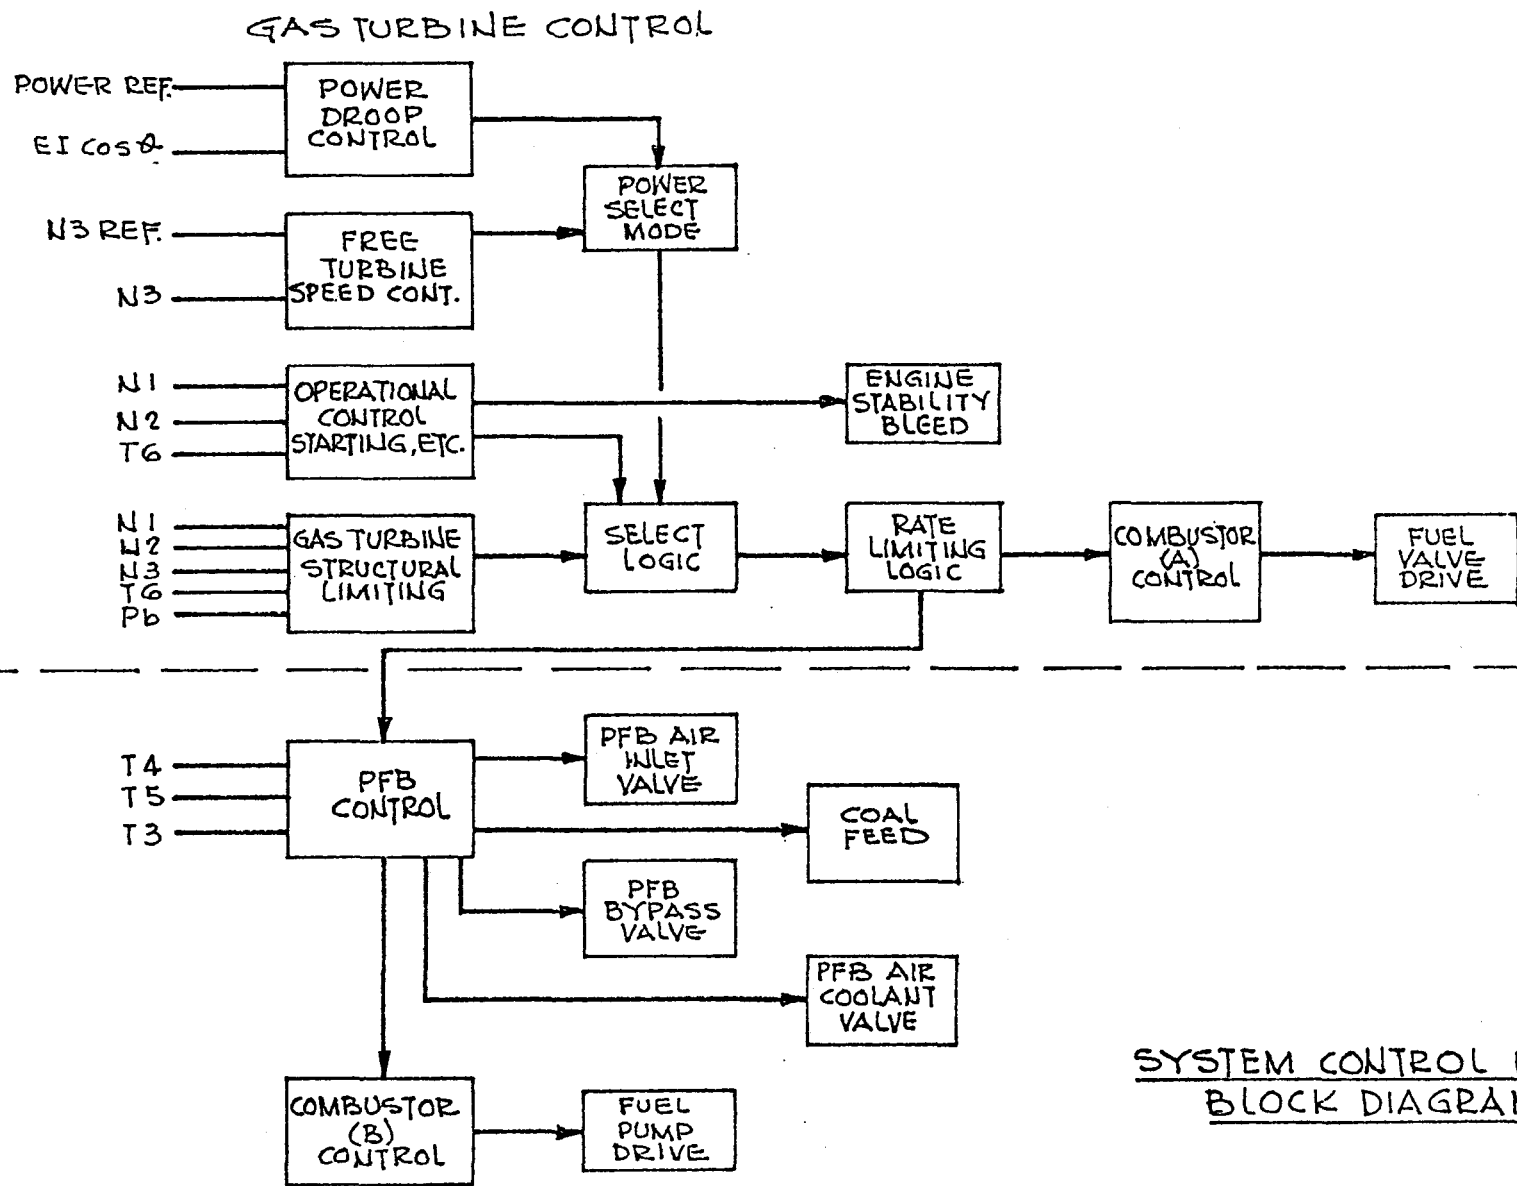 GAS TURBINE CONTROL
POWER REF.
EI COS θ
POWER
DROOP
CONTROL
POWER
SELECT
MODE
N3 REF.
N3
FREE
TURBINE
SPEED CONT.
N1
N2
T6
OPERATIONAL
CONTROL
STARTING, ETC.
ENGINE
STABILITY
BLEED
N1
N2
N3
T6
Pb
GAS TURBINE
STRUCTURAL
LIMITING
SELECT
LOGIC
RATE
LIMITING
LOGIC
COMBUSTOR
(A)
CONTROL
FUEL
VALVE
DRIVE
T4
T5
T3
PFB
CONTROL
PFB AIR
INLET
VALVE
COAL
FEED
PFB
BYPASS
VALVE
PFB AIR
COOLANT
VALVE
COMBUSTOR
(B)
CONTROL
FUEL
PUMP
DRIVE
SYSTEM CONTROL
BLOCK DIAGRAM